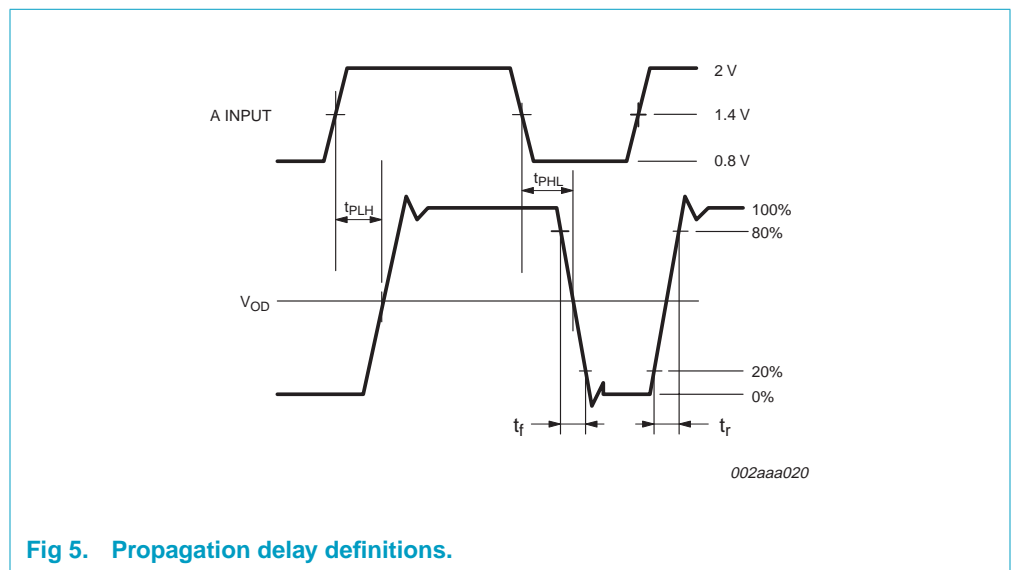 2 V
A INPUT
1.4 V
0.8 V
tPHL
tPLH
100%
80%
VOD
20%
0%
tf
tr
002aaa020
Fig 5. Propagation delay definitions.